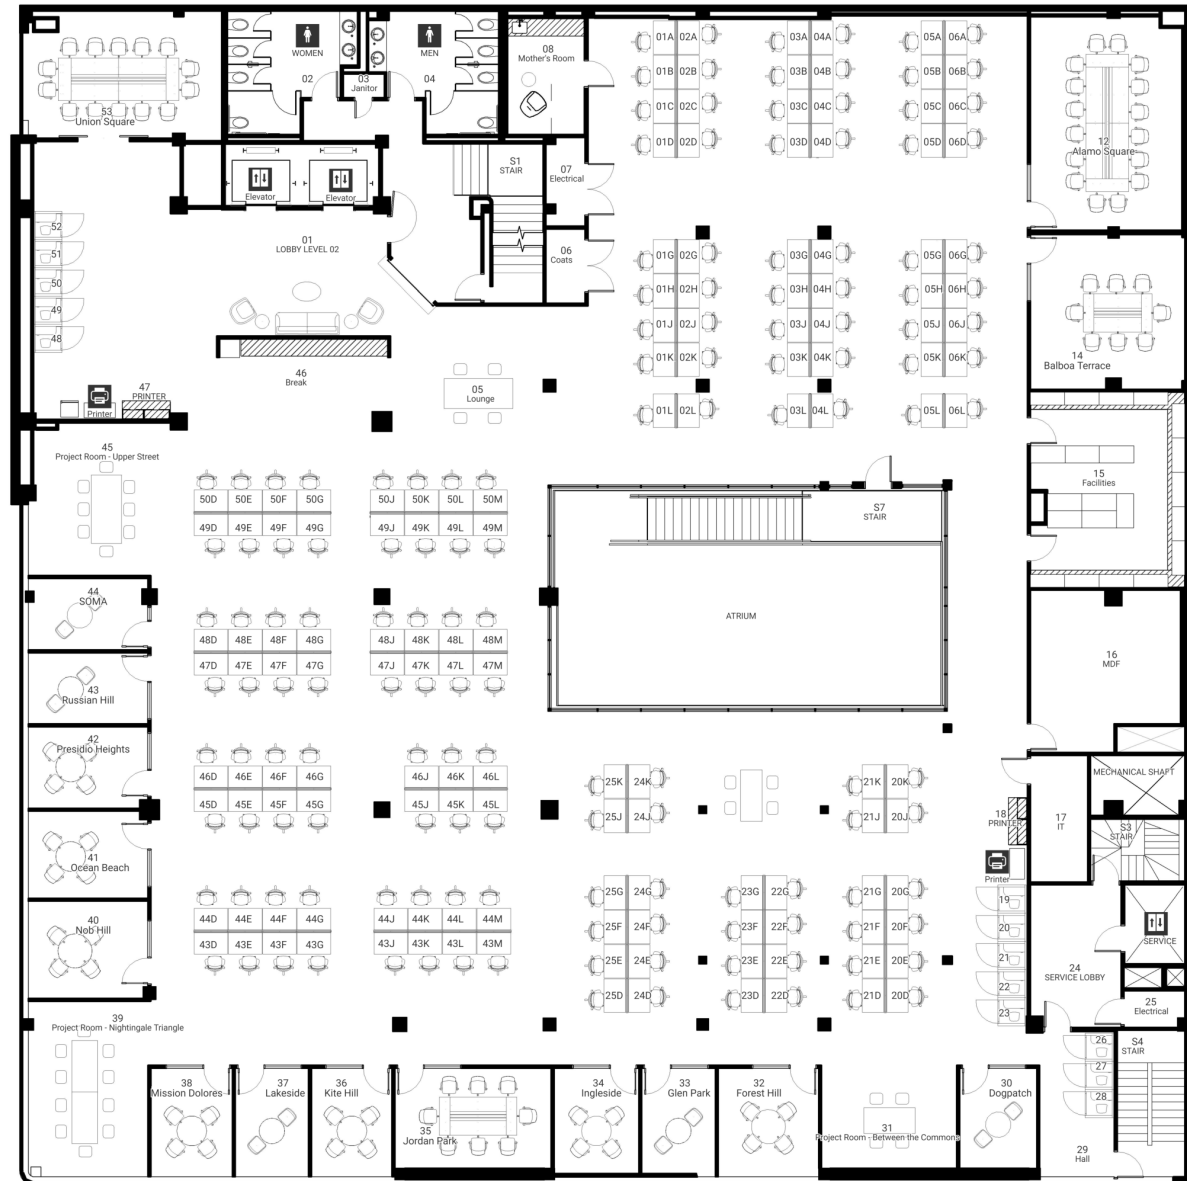 WOMEN
MEN
02
03
Janitor
04
08
Mother's Room
01A 02A
03A 04A
05A 06A
01B 02B
03B 04B
05B 06B
01C 02C
03C 04C
05C 06C
01D 02D
03D 04D
05D 06D
53
Union Square
12
Alamo Square
S1
STAIR
07
Electrical
Elevator
Elevator
01
LOBBY LEVEL 02
06
Coats
52
51
50
49
48
01G 02G
03G 04G
05G 06G
01H 02H
03H 04H
05H 06H
01J 02J
03J 04J
05J 06J
01K 02K
03K 04K
05K 06K
01L 02L
03L 04L
05L 06L
14
Balboa Terrace
46
Break
05
Lounge
47
PRINTER
Printer
45
Project Room - Upper Street
15
Facilities
50D 50E 50F 50G
50J 50K 50L 50M
49D 49E 49F 49G
49J 49K 49L 49M
S7
STAIR
ATRIUM
44
SOMA
48D 48E 48F 48G
48J 48K 48L 48M
47D 47E 47F 47G
47J 47K 47L 47M
16
MDF
43
Russian Hill
42
Presidio Heights
46D 46E 46F 46G
46J 46K 46L
45D 45E 45F 45G
45J 45K 45L
25K 24K
21K 20K
25J 24J
21J 20J
MECHANICAL SHAFT
18
PRINTER
17
IT
S3
STAIR
Printer
41
Ocean Beach
40
Nob Hill
44D 44E 44F 44G
44J 44K 44L 44M
43D 43E 43F 43G
43J 43K 43L 43M
25G 24G
23G 22G
21G 20G
25F 24F
23F 22F
21F 20F
25E 24E
23E 22E
21E 20E
25D 24D
23D 22D
21D 20D
19
20
21
22
23
SERVICE
24
SERVICE LOBBY
25
Electrical
39
Project Room - Nightingale Triangle
26
27
28
S4
STAIR
38
Mission Dolores
37
Lakeside
36
Kite Hill
35
Jordan Park
34
Ingleside
33
Glen Park
32
Forest Hill
31
Project Room - Between the Commons
30
Dogpatch
29
Hall